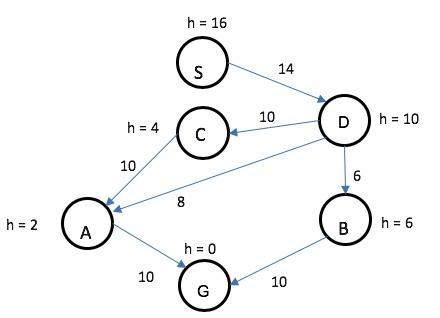 h = 16
S
14
h = 4
C
10
D
h = 10
10
8
6
h = 2
A
B
h = 6
h = 0
10
G
10